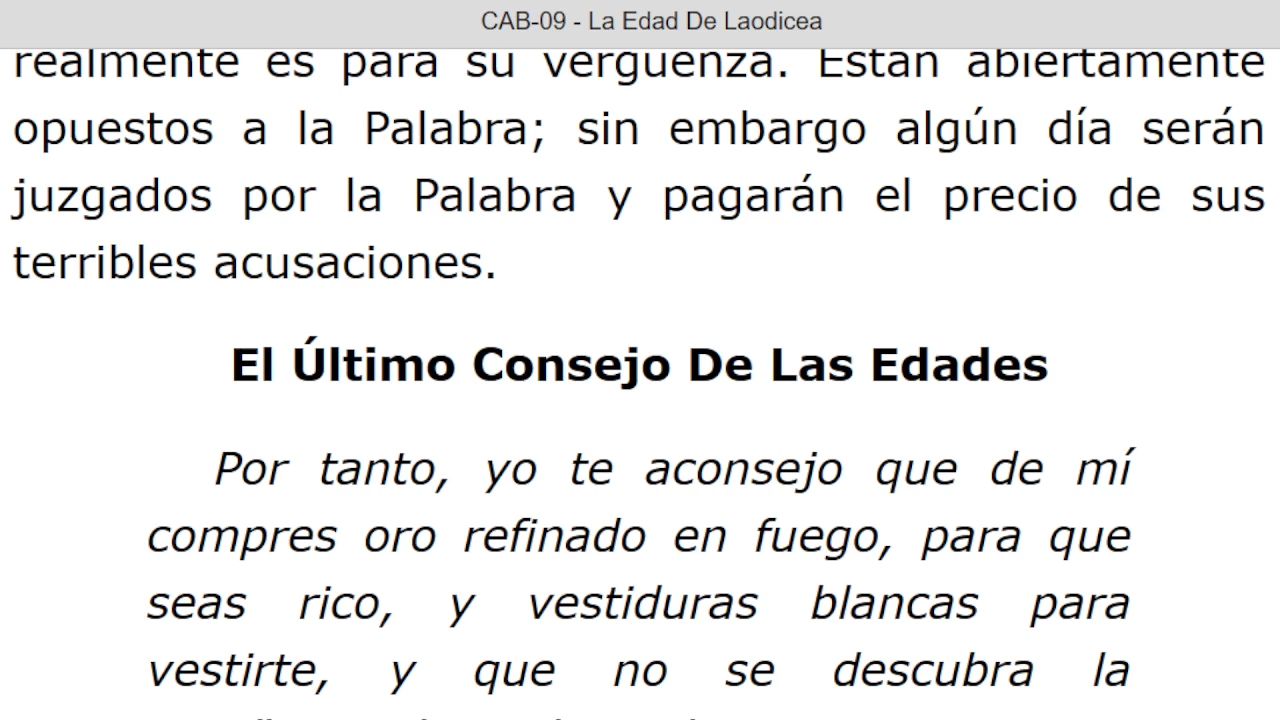 CAB-09 - La Edad De Laodicea
realmente es para su vergüenza. Están abiertamente
opuestos a la Palabra; sin embargo algún día serán
juzgados por la Palabra y pagarán el precio de sus
terribles acusaciones.
El Último Consejo De Las Edades
Por tanto, yo te aconsejo que de mí
compres oro refinado en fuego, para que
seas rico, y vestiduras blancas para
vestirte, y que no se descubra la